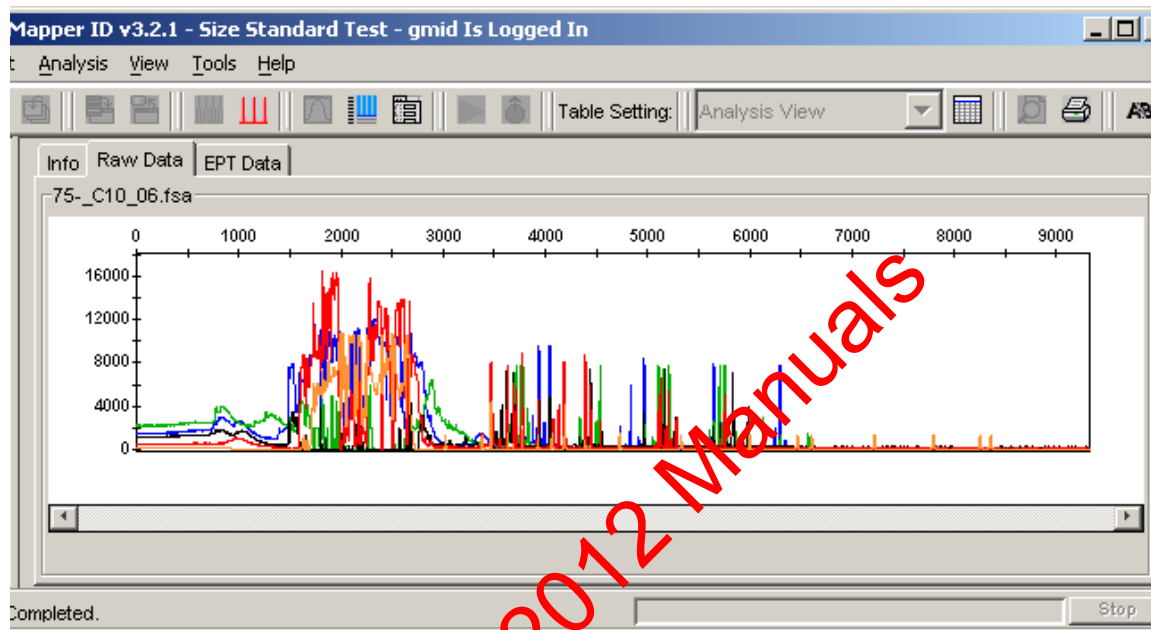 Mapper ID v3.2.1 - Size Standard Test - gmid Is Logged In
Analysis View Tools Help
Table Setting: Analysis View
Info Raw Data EPT Data
75-_C10_06.fsa
0 1000 2000 3000 4000 5000 6000 7000 8000 9000
16000
12000
8000
4000
0
2012 Manuals
Completed.
Stop